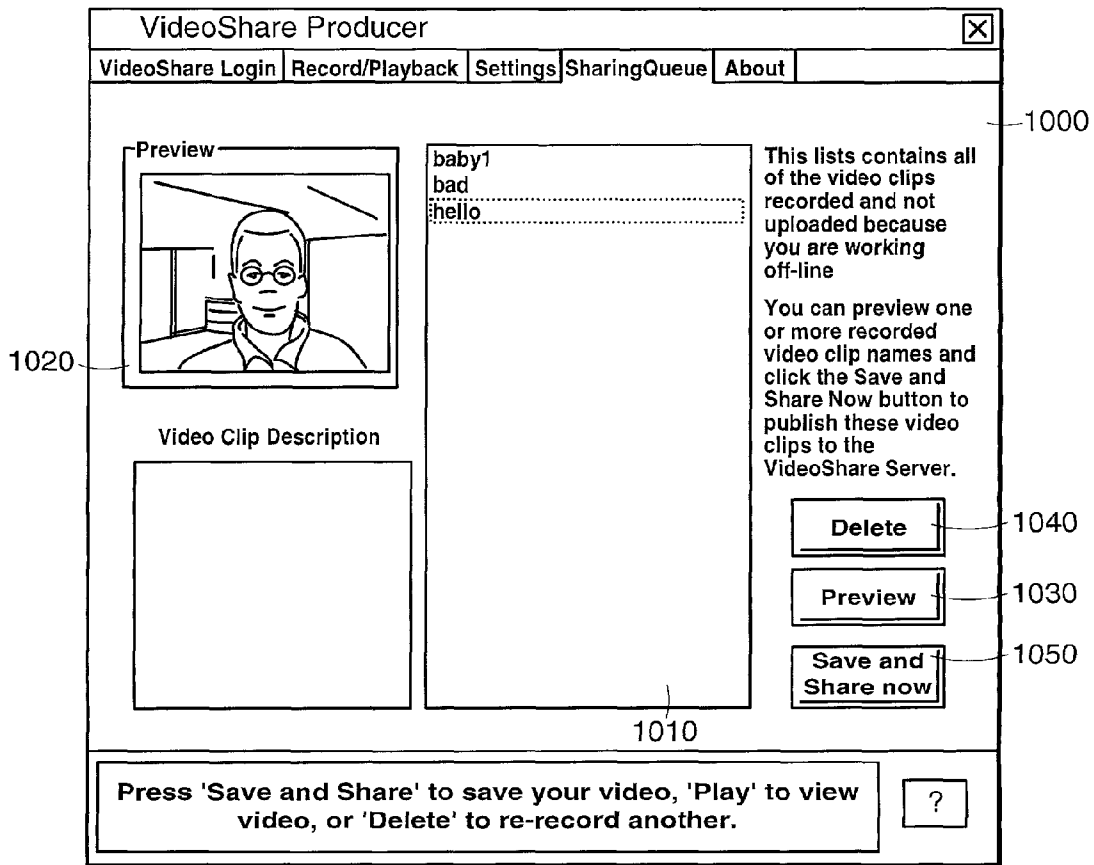 VideoShare Producer
VideoShare Login Record/Playback Settings SharingQueue About
1000
Preview
1020
Video Clip Description
baby1
bad
hello
1010
This lists contains all
of the video clips
recorded and not
uploaded because
you are working
off-line
You can preview one
or more recorded
video clip names and
click the Save and
Share Now button to
publish these video
clips to the
VideoShare Server.
Delete
1040
Preview
1030
Save and
Share now
1050
Press 'Save and Share' to save your video, 'Play' to view
video, or 'Delete' to re-record another.
?